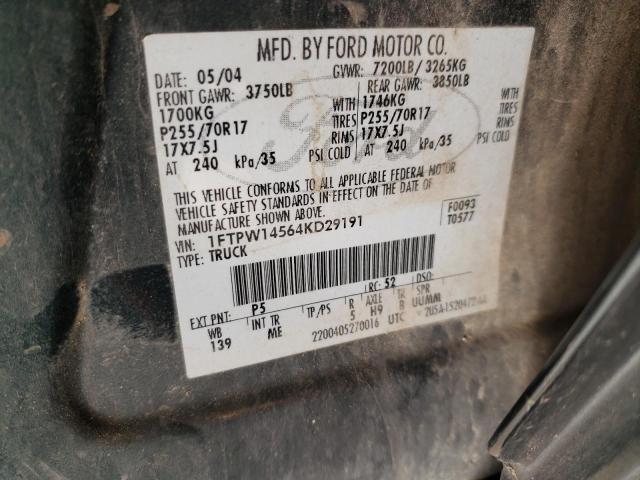 MFD. BY FORD MOTOR CO.
DATE: 05/04 GVWR: 7200LB/ 3265KG
FRONT GAWR: 3750LB REAR GAWR: 3850LB
1700KG WITH 1746KG WITH
P255/70R17 TIRES P255/70R17 TIRES
17X7.5J RIMS 17X7.5J RIMS
AT 240 kPa/35 PSI COLD AT 240 kPa/35 PSI COLD
Ford
THIS VEHICLE CONFORMS TO ALL APPLICABLE FEDERAL MOTOR
VEHICLE SAFETY STANDARDS IN EFFECT ON THE DATE OF
MANUFACTURE SHOWN ABOVE.
VIN: 1FTPW14564KD29191 F0093
TYPE: TRUCK T0577
EXT PNT: P5 RC: 52 DSO:
WB INT TR TP/PS R AXLE TR SPR
139 ME 5 H9 B UUMM
2200405270016 UTC